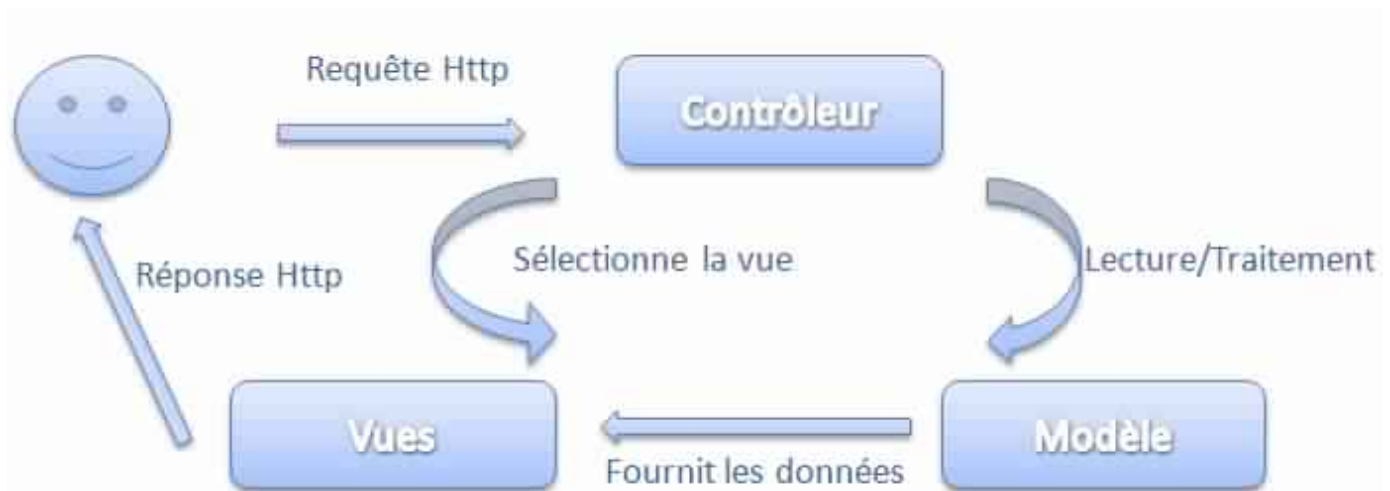 Requête Http
Contrôleur
Sélectionne la vue
Lecture/Traitement
Réponse Http
Vues
Fournit les données
Modèle